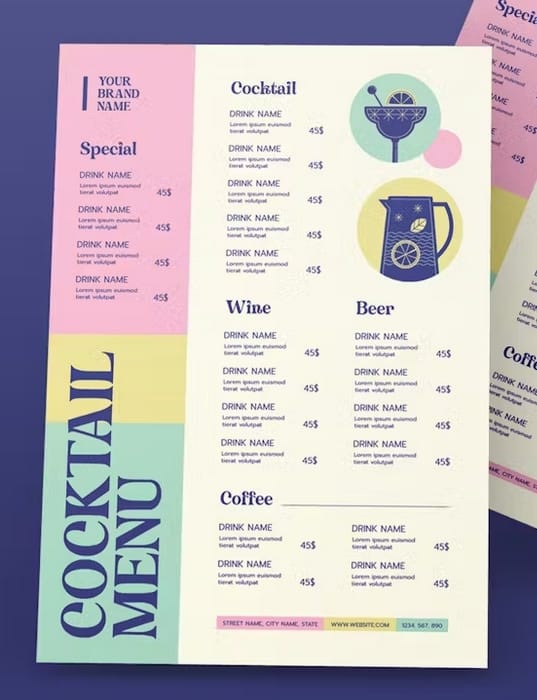 YOUR
BRAND
NAME
Special
DRINK NAME
Lorem ipsum euismod
tierat volutpat 45$
DRINK NAME
Lorem ipsum euismod
tierat volutpat 45$
DRINK NAME
Lorem ipsum euismod
tierat volutpat 45$
DRINK NAME
Lorem ipsum euismod
tierat volutpat 45$
COCKTAIL
MENU
Cocktail
DRINK NAME
Lorem ipsum euismod
tierat volutpat 45$
DRINK NAME
Lorem ipsum euismod
tierat volutpat 45$
DRINK NAME
Lorem ipsum euismod
tierat volutpat 45$
DRINK NAME
Lorem ipsum euismod
tierat volutpat 45$
DRINK NAME
Lorem ipsum euismod
tierat volutpat 45$
Wine
DRINK NAME
Lorem ipsum euismod
tierat volutpat 45$
DRINK NAME
Lorem ipsum euismod
tierat volutpat 45$
DRINK NAME
Lorem ipsum euismod
tierat volutpat 45$
DRINK NAME
Lorem ipsum euismod
tierat volutpat 45$
Beer
DRINK NAME
Lorem ipsum euismod
tierat volutpat 45$
DRINK NAME
Lorem ipsum euismod
tierat volutpat 45$
DRINK NAME
Lorem ipsum euismod
tierat volutpat 45$
DRINK NAME
Lorem ipsum euismod
tierat volutpat 45$
Coffee
DRINK NAME
Lorem ipsum euismod
tierat volutpat 45$
DRINK NAME
Lorem ipsum euismod
tierat volutpat 45$
DRINK NAME
Lorem ipsum euismod
tierat volutpat 45$
DRINK NAME
Lorem ipsum euismod
tierat volutpat 45$
STREET NAME, CITY NAME, STATE WWW.WEBSITE.COM 1234. 567. 890
DRINK NAME
45$
45$
45$
45$
DRINK NAME
DRINK NAME
CITY NAME,